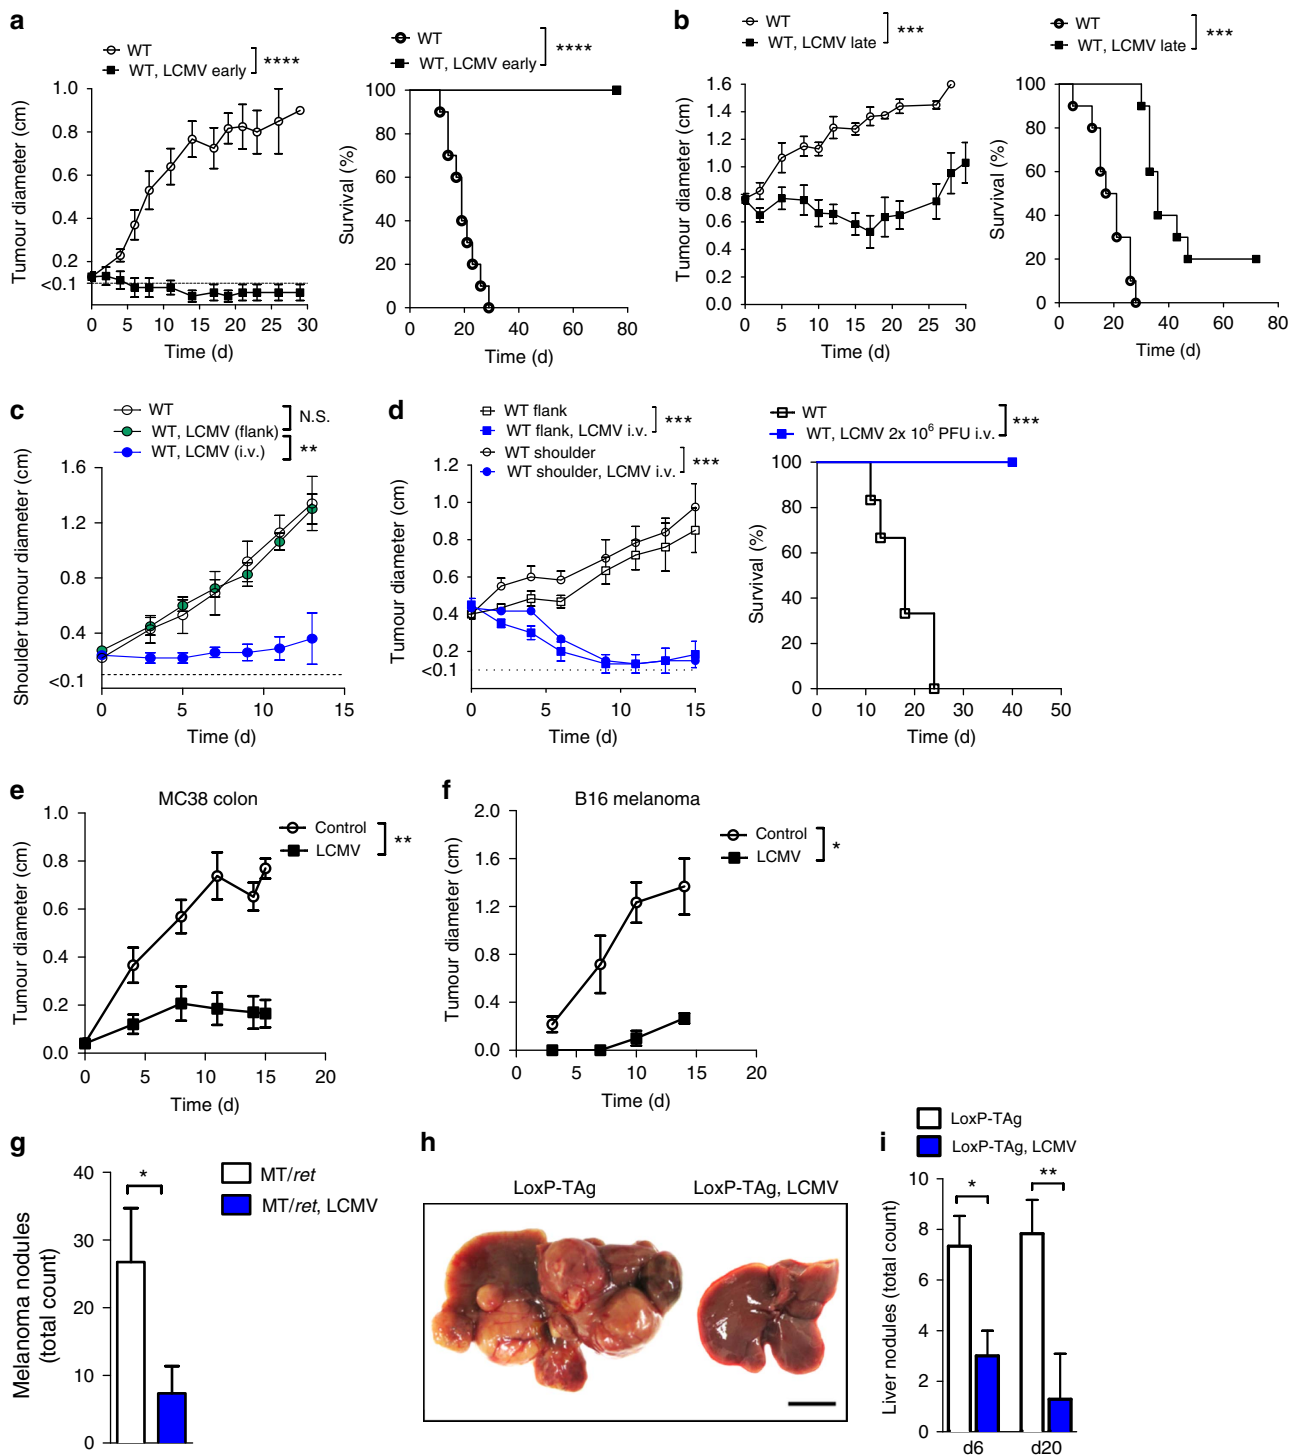 a
WT
WT, LCMV early
****
Tumour diameter (cm)
1.0
0.8
0.6
0.4
0.2
<0.1
0 5 10 15 20 25 30
Time (d)
WT
WT, LCMV early
****
Survival (%)
100
80
60
40
20
0
0 20 40 60 80
Time (d)
b
WT
WT, LCMV late
***
Tumour diameter (cm)
1.6
1.4
1.2
1.0
0.8
0.6
0.4
0.2
0.0
0 5 10 15 20 25 30
Time (d)
WT
WT, LCMV late
***
Survival (%)
100
80
60
40
20
0
0 20 40 60 80
Time (d)
c
WT
WT, LCMV (flank)
WT, LCMV (i.v.)
N.S.
**
Shoulder tumour diameter (cm)
1.6
1.2
0.8
0.4
<0.1
0 5 10 15
Time (d)
d
WT flank
WT flank, LCMV i.v.
***
WT shoulder
WT shoulder, LCMV i.v.
***
Tumour diameter (cm)
1.2
1.0
0.8
0.6
0.4
0.2
<0.1
0 5 10 15
Time (d)
WT
WT, LCMV 2x 10⁶ PFU i.v.
***
Survival (%)
100
80
60
40
20
0
0 10 20 30 40 50
Time (d)
e
MC38 colon
Control
LCMV
**
Tumour diameter (cm)
1.0
0.8
0.6
0.4
0.2
0.0
0 5 10 15 20
Time (d)
f
B16 melanoma
Control
LCMV
*
Tumour diameter (cm)
2.0
1.6
1.2
0.8
0.4
0.0
0 5 10 15 20
Time (d)
g
MT/ret
MT/ret, LCMV
*
Melanoma nodules
(total count)
40
30
20
10
0
h
LoxP-TAg LoxP-TAg, LCMV
i
LoxP-TAg
LoxP-TAg, LCMV
* **
Liver nodules (total count)
10
8
6
4
2
0
d6 d20